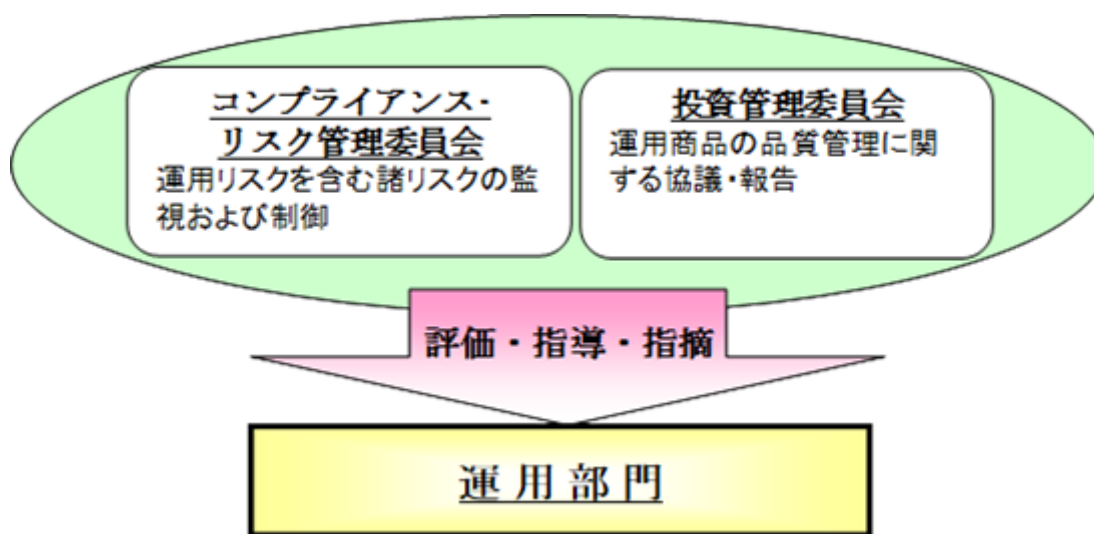 コンプライアンス・
リスク管理委員会
運用リスクを含む諸リスクの監
視および制御
投資管理委員会
運用商品の品質管理に関
する協議・報告
評価・指導・指摘
運用部門